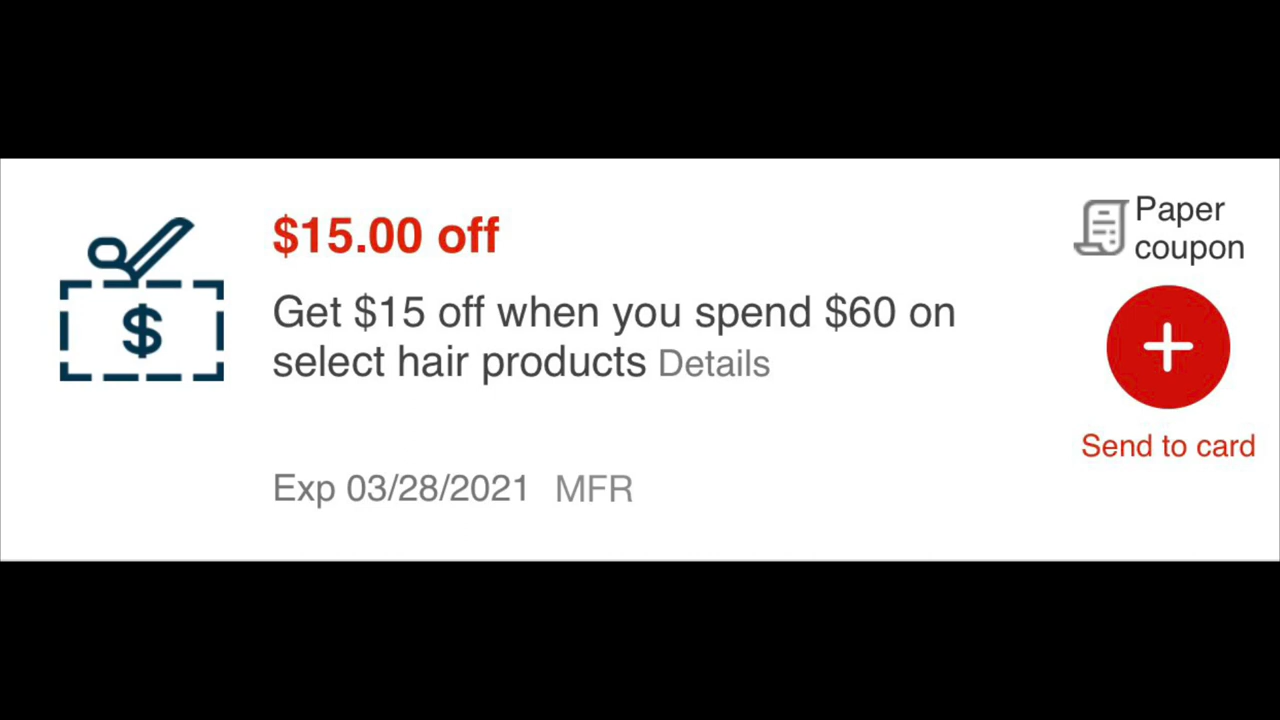 $15.00 off
Get $15 off when you spend $60 on
select hair products Details
Exp 03/28/2021 MFR
Paper
coupon
Send to card
$